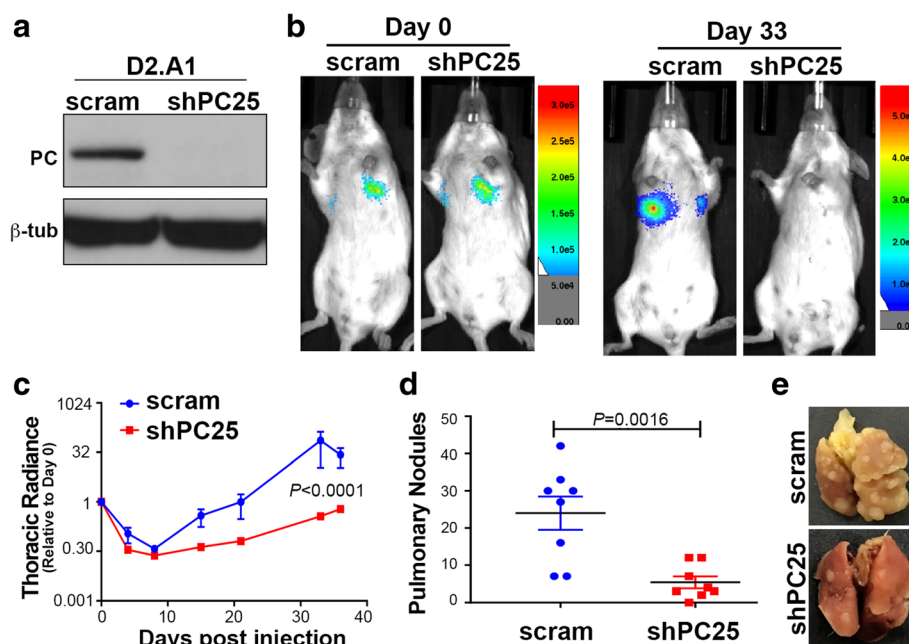 a
D2.A1
scram shPC25
PC
β-tub
b
Day 0
scram shPC25
3.0e5
2.5e5
2.0e5
1.5e5
1.0e5
5.0e4
0.00
Day 33
scram shPC25
0.00
c
scram
shPC25
Thoracic Radiance
(Relative to Day 0)
1024
32
1
0.30
0.001
P<0.0001
0 10 20 30 40
Days post injection
d
Pulmonary Nodules
50
40
30
20
10
0
P=0.0016
scram shPC25
e
scram
shPC25